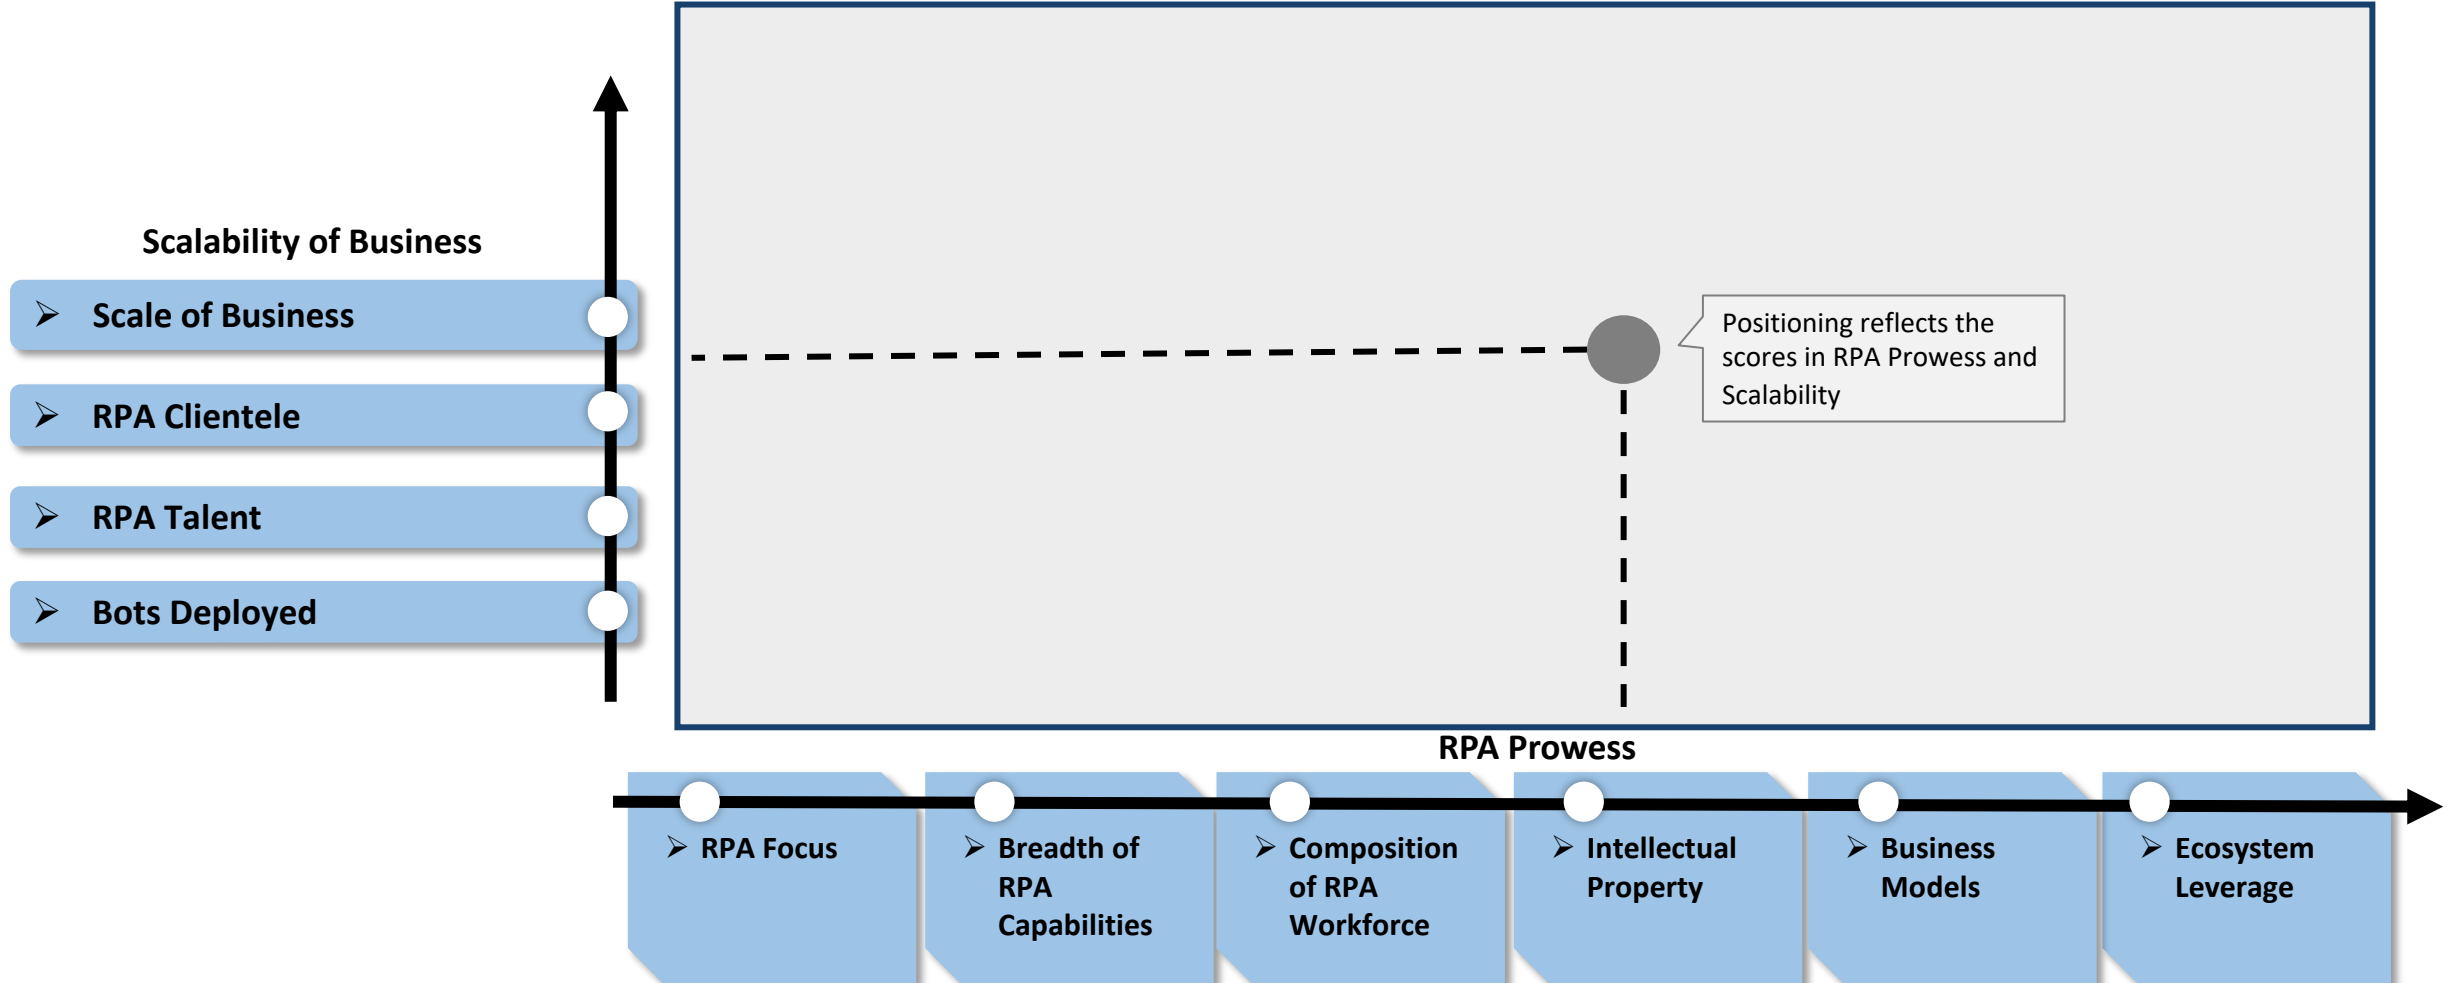 Scalability of Business
➢ Scale of Business
➢ RPA Clientele
➢ RPA Talent
➢ Bots Deployed
Positioning reflects the
scores in RPA Prowess and
Scalability
RPA Prowess
➢ RPA Focus
➢ Breadth of
RPA
Capabilities
➢ Composition
of RPA
Workforce
➢ Intellectual
Property
➢ Business
Models
➢ Ecosystem
Leverage